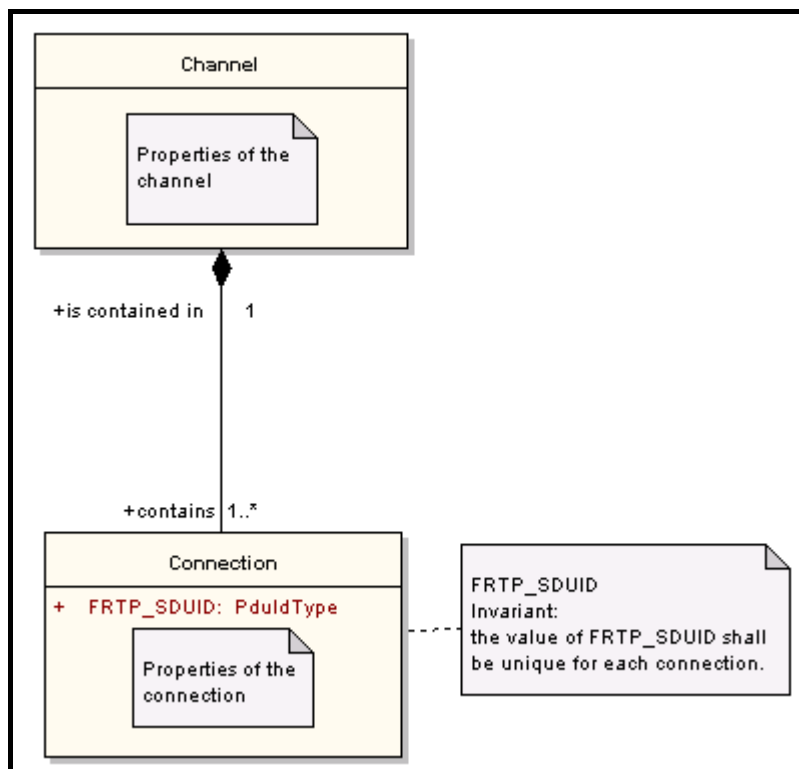 Channel
Properties of the
channel
+is contained in 1
+contains 1..*
Connection
+ FRTP_SDUID: PduIdType
Properties of the
connection
FRTP_SDUID
Invariant:
the value of FRTP_SDUID shall
be unique for each connection.